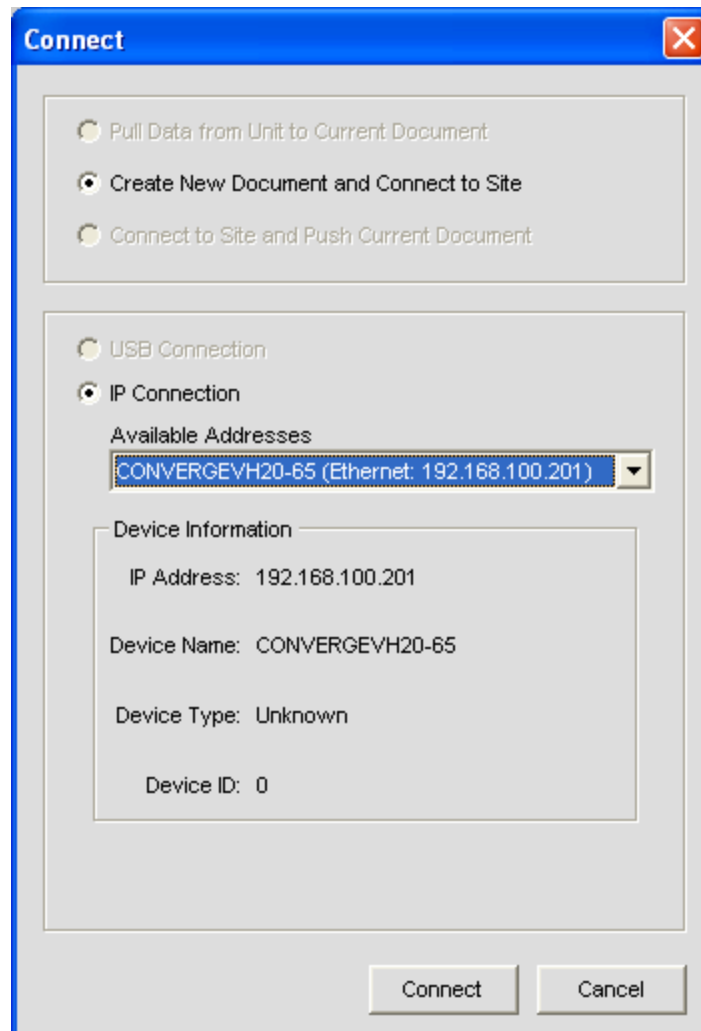 Connect
Pull Data from Unit to Current Document
Create New Document and Connect to Site
Connect to Site and Push Current Document
USB Connection
IP Connection
Available Addresses
CONVERGEVH20-65 (Ethernet: 192.168.100.201)
Device Information
IP Address: 192.168.100.201
Device Name: CONVERGEVH20-65
Device Type: Unknown
Device ID: 0
Connect Cancel